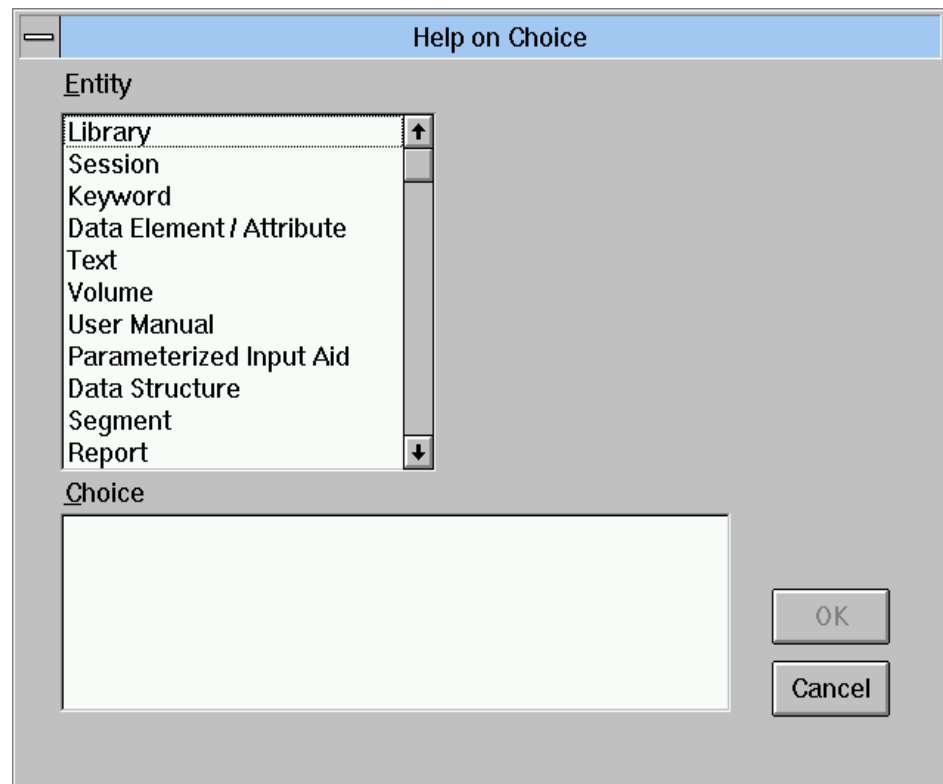 Help on Choice
Entity
Library
Session
Keyword
Data Element / Attribute
Text
Volume
User Manual
Parameterized Input Aid
Data Structure
Segment
Report
Choice
OK
Cancel